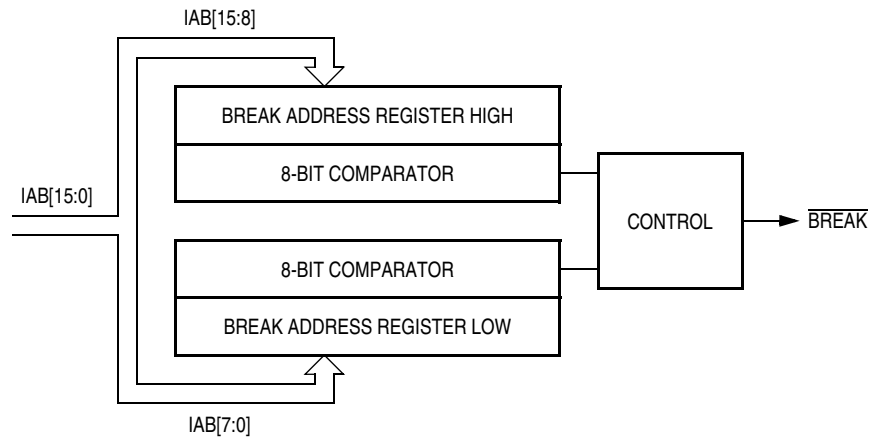 IAB[15:8]
BREAK ADDRESS REGISTER HIGH
8-BIT COMPARATOR
IAB[15:0]
CONTROL
BREAK
8-BIT COMPARATOR
BREAK ADDRESS REGISTER LOW
IAB[7:0]